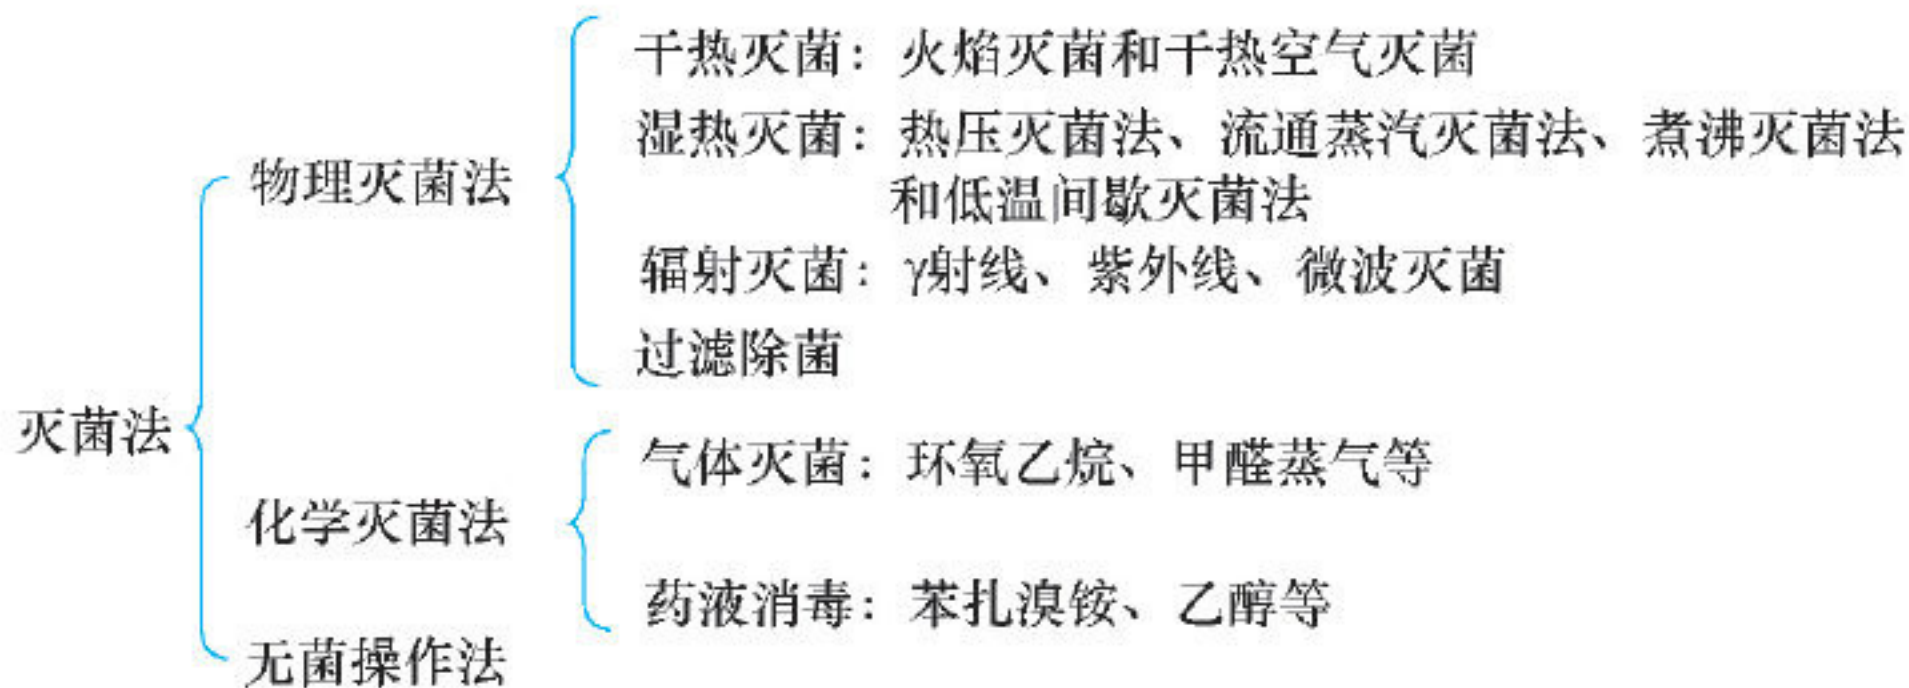 干热灭菌：火焰灭菌和干热空气灭菌
湿热灭菌：热压灭菌法、流通蒸汽灭菌法、煮沸灭菌法
和低温间歇灭菌法
物理灭菌法
辐射灭菌：γ射线、紫外线、微波灭菌
过滤除菌
灭菌法
气体灭菌：环氧乙烷、甲醛蒸气等
化学灭菌法
药液消毒：苯扎溴铵、乙醇等
无菌操作法